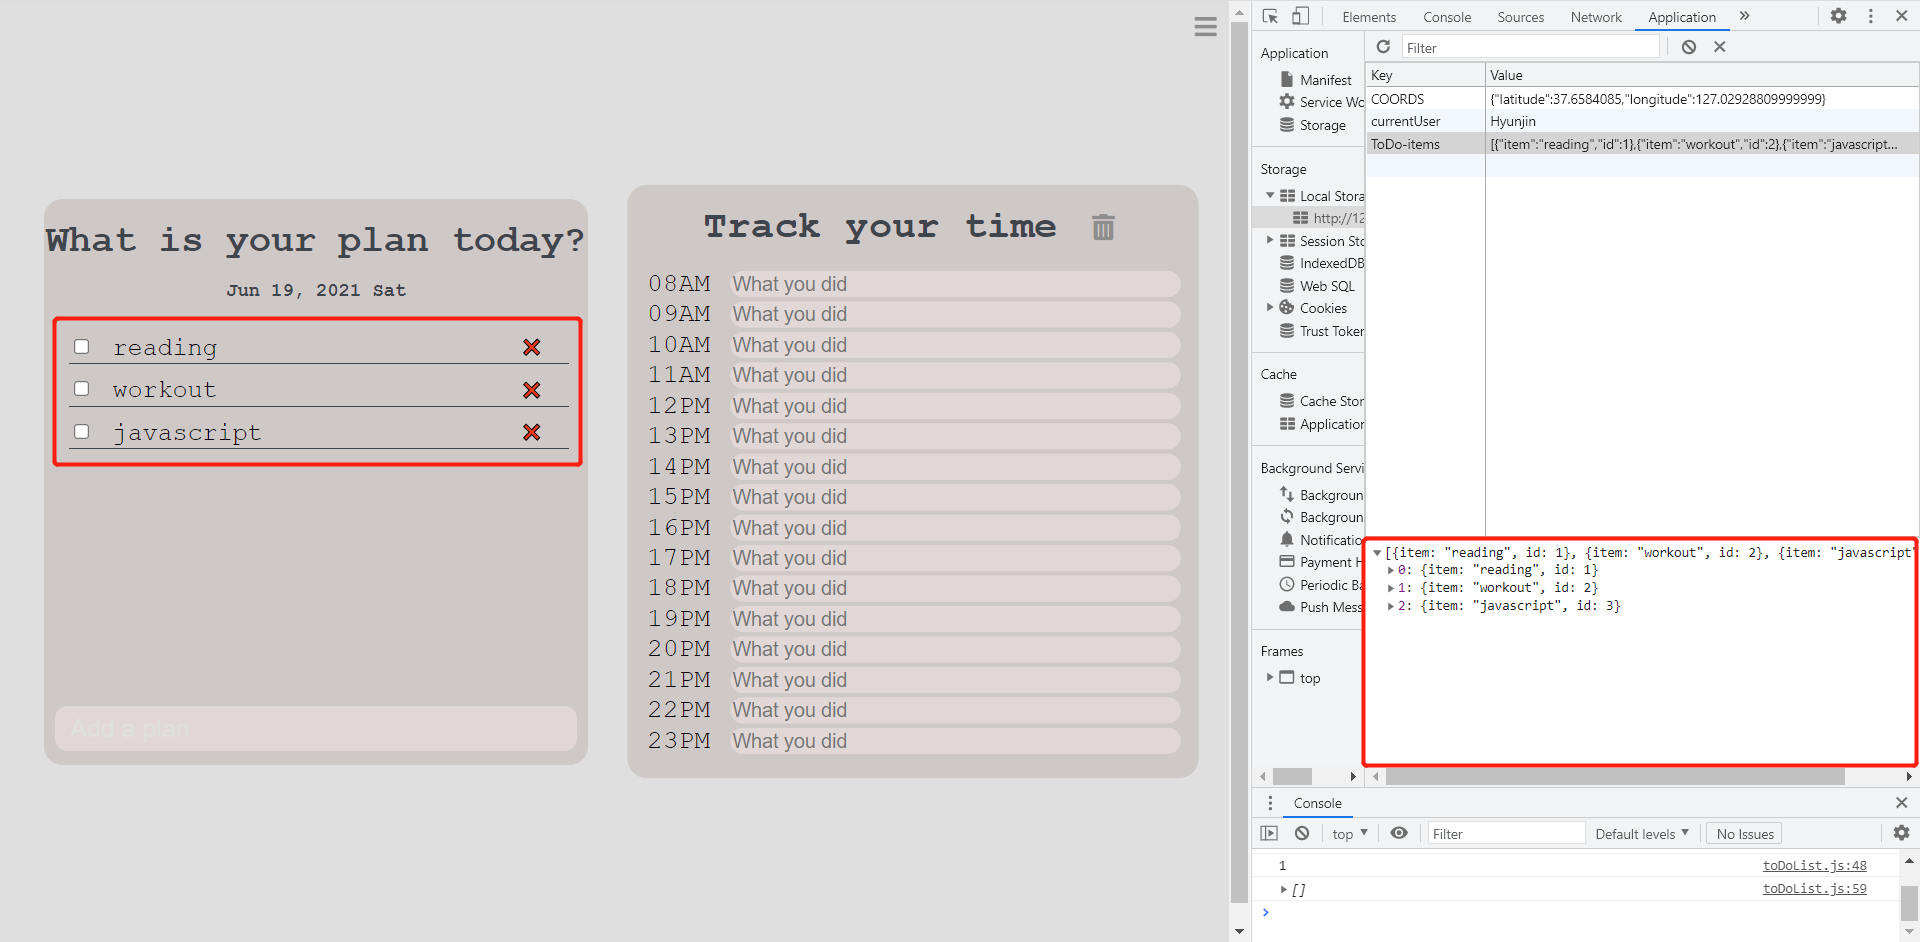 What is your plan today?
Jun 19, 2021 Sat
reading
workout
javascript
Add a plan
Track your time
08AM What you did
09AM What you did
10AM What you did
11AM What you did
12PM What you did
13PM What you did
14PM What you did
15PM What you did
16PM What you did
17PM What you did
18PM What you did
19PM What you did
20PM What you did
21PM What you did
22PM What you did
23PM What you did
Elements Console Sources Network Application »
Application
Manifest
Service Wo
Storage
Storage
Local Stora
http://12
Session Sto
IndexedDB
Web SQL
Cookies
Trust Token
Cache
Cache Stor
Application
Background Servi
Backgroun
Backgroun
Notificatio
Payment H
Periodic Ba
Push Mess
Frames
top
Filter
Key Value
COORDS {"latitude":37.6584085,"longitude":127.02928809999999}
currentUser Hyunjin
ToDo-items [{"item":"reading","id":1},{"item":"workout","id":2},{"item":"javascript...
[{item: "reading", id: 1}, {item: "workout", id: 2}, {item: "javascript"
0: {item: "reading", id: 1}
1: {item: "workout", id: 2}
2: {item: "javascript", id: 3}
Console
top Filter Default levels No Issues
1 toDoList.js:48
[] toDoList.js:59